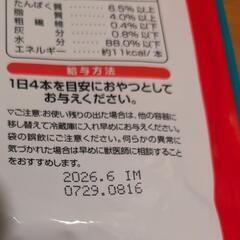 たんぱく質 6.5%以上
脂質 4.0%以上
粗繊維 0.4%以下
灰分 0.8%以下
水分 88.0%以下
エネルギー 約11kcal/本
給与方法
1日4本を目安におやつとして
お与えください。
▽ご注意:お使い残りの出た場合は、他の容器に
移し替えて冷蔵庫に入れ早めにお与えください。
袋の誤飲にご注意ください。何らかの異常に
気づかれた場合は早めに獣医師に相談すること
をおすすめします。
2026.6 IM
0729.0816